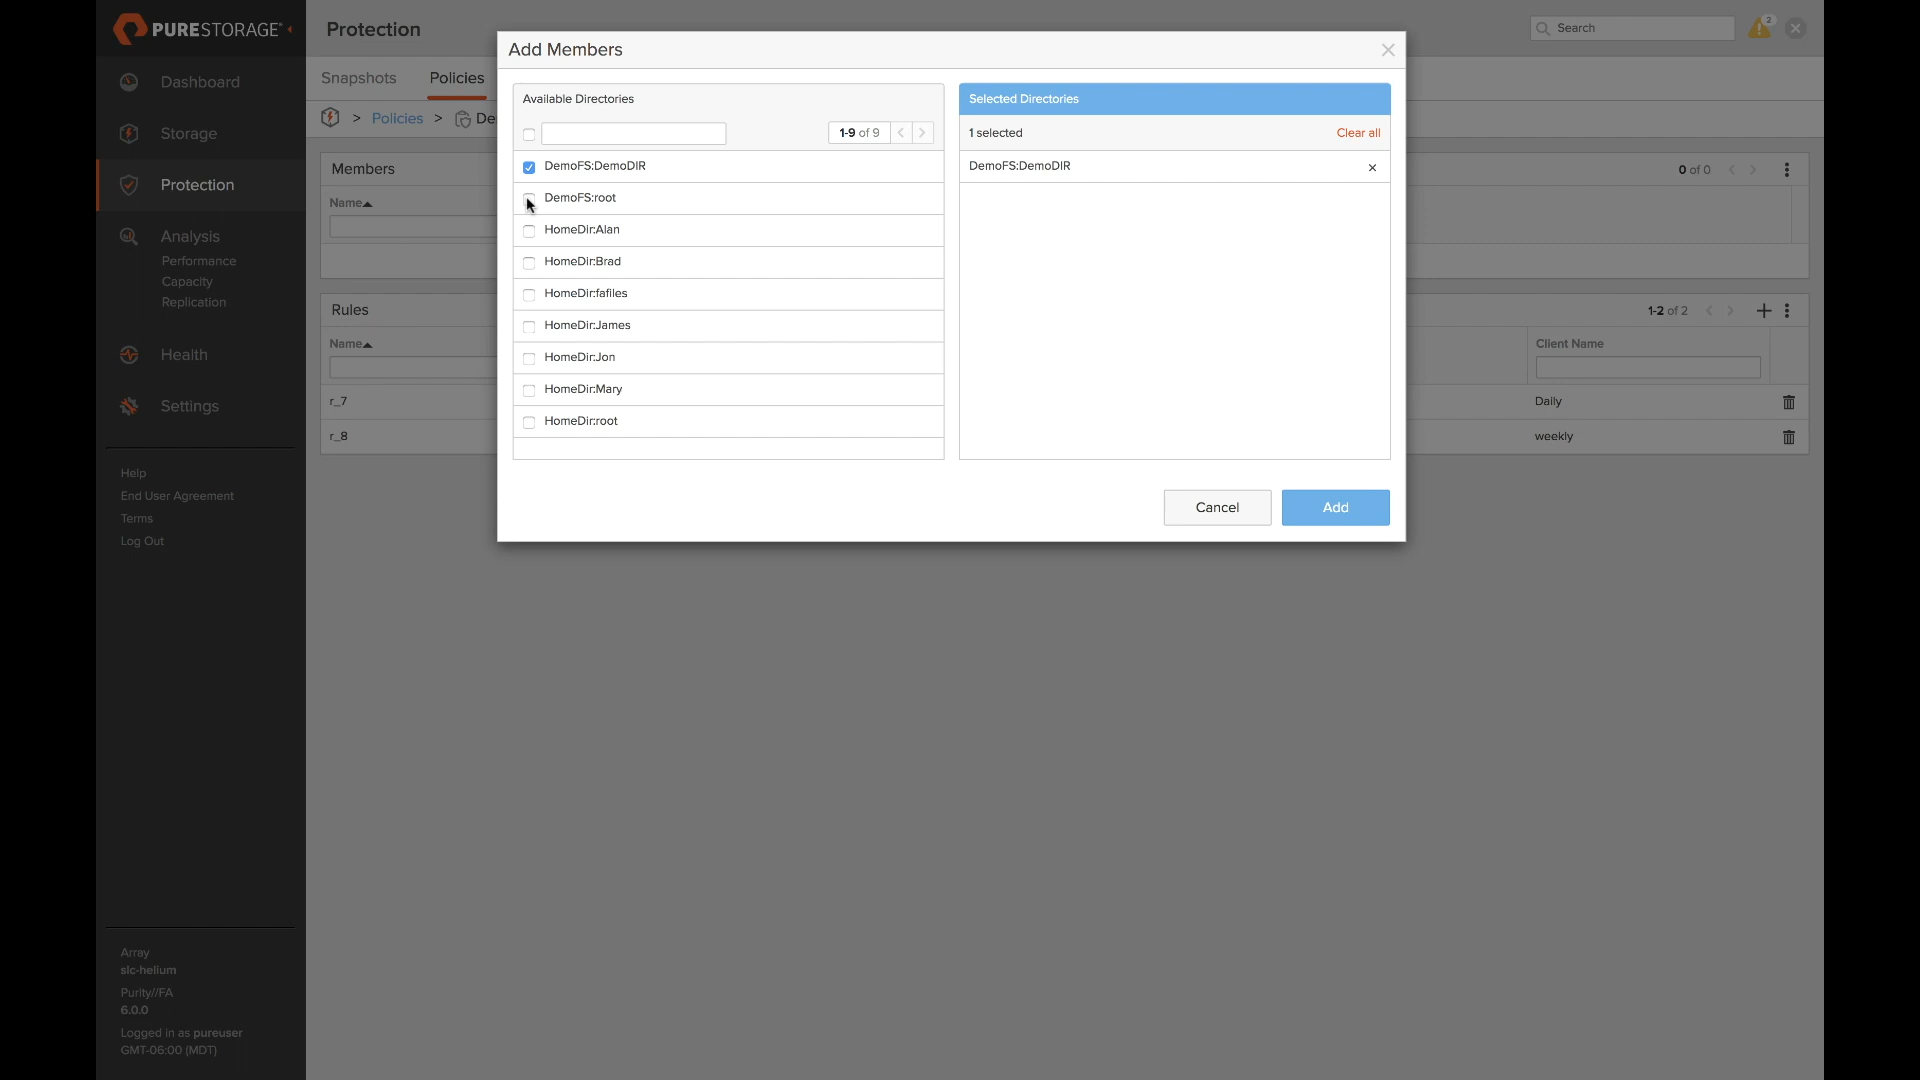 PURESTORAGE
Protection
Search
2
Dashboard
Storage
Protection
Analysis
Performance
Capacity
Replication
Health
Settings
Help
End User Agreement
Terms
Log Out
Array
slc-helium
Purity//FA
6.0.0
Logged in as pureuser
GMT-06:00 (MDT)
Snapshots
Policies
> Policies > De
Members
0 of 0
Name
Rules
1-2 of 2
Name
Client Name
r_7
Daily
r_8
weekly
Add Members
Available Directories
1-9 of 9
DemoFS:DemoDIR
DemoFS:root
HomeDir:Alan
HomeDir:Brad
HomeDir:fafiles
HomeDir:James
HomeDir:Jon
HomeDir:Mary
HomeDir:root
Selected Directories
1 selected
Clear all
DemoFS:DemoDIR
Cancel
Add